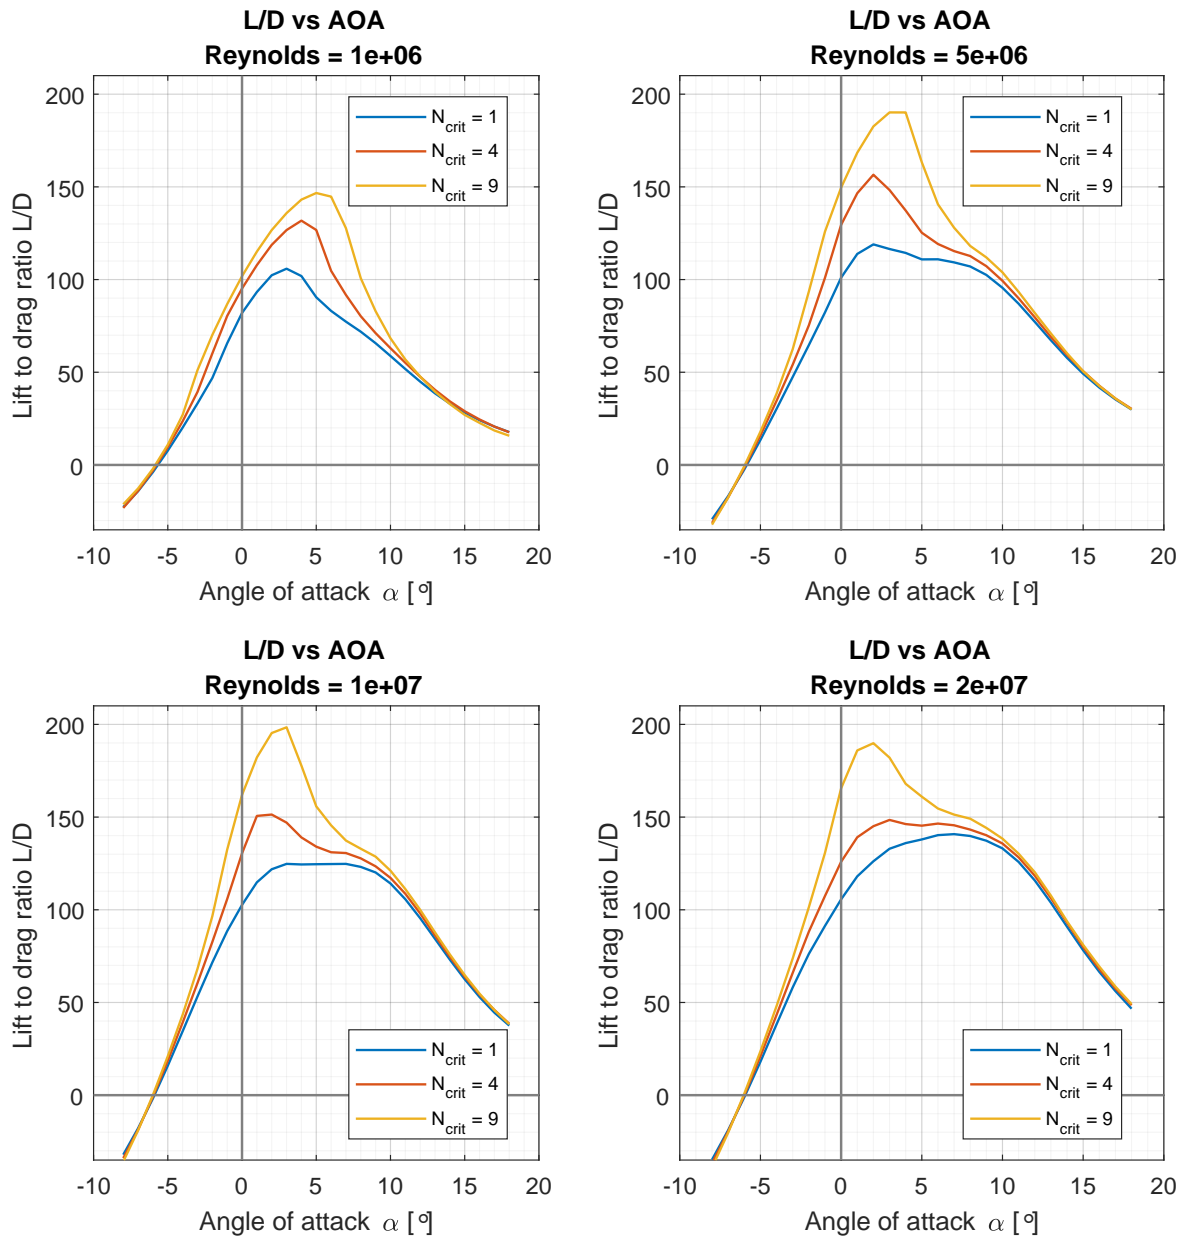 L/D vs AOA
Reynolds = 1e+06
200
150
100
50
0
-10 -5 0 5 10 15 20
Lift to drag ratio L/D
Angle of attack α [°]
N_crit = 1
N_crit = 4
N_crit = 9
L/D vs AOA
Reynolds = 5e+06
200
150
100
50
0
-10 -5 0 5 10 15 20
Lift to drag ratio L/D
Angle of attack α [°]
N_crit = 1
N_crit = 4
N_crit = 9
L/D vs AOA
Reynolds = 1e+07
200
150
100
50
0
-10 -5 0 5 10 15 20
Lift to drag ratio L/D
Angle of attack α [°]
N_crit = 1
N_crit = 4
N_crit = 9
L/D vs AOA
Reynolds = 2e+07
200
150
100
50
0
-10 -5 0 5 10 15 20
Lift to drag ratio L/D
Angle of attack α [°]
N_crit = 1
N_crit = 4
N_crit = 9